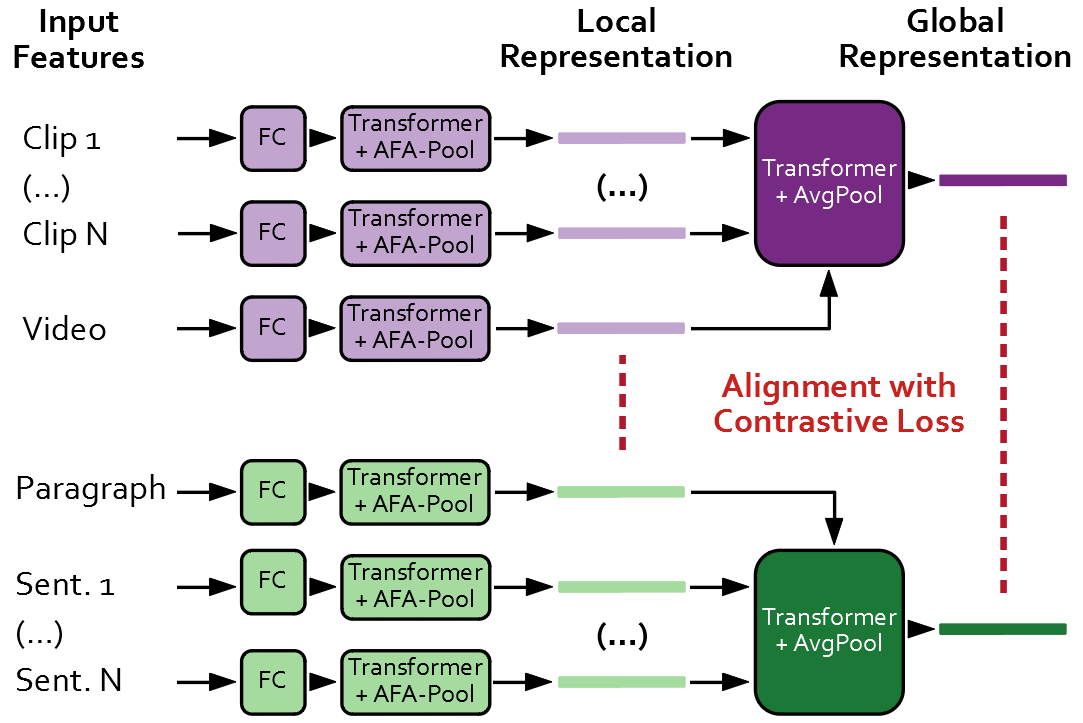 Input
Features
Local
Representation
Global
Representation
Clip 1
FC
Transformer
+ AFA-Pool
(...)
(...)
Clip N
FC
Transformer
+ AFA-Pool
Transformer
+ AvgPool
Video
FC
Transformer
+ AFA-Pool
Alignment with
Contrastive Loss
Paragraph
FC
Transformer
+ AFA-Pool
Sent. 1
FC
Transformer
+ AFA-Pool
(...)
(...)
Sent. N
FC
Transformer
+ AFA-Pool
Transformer
+ AvgPool